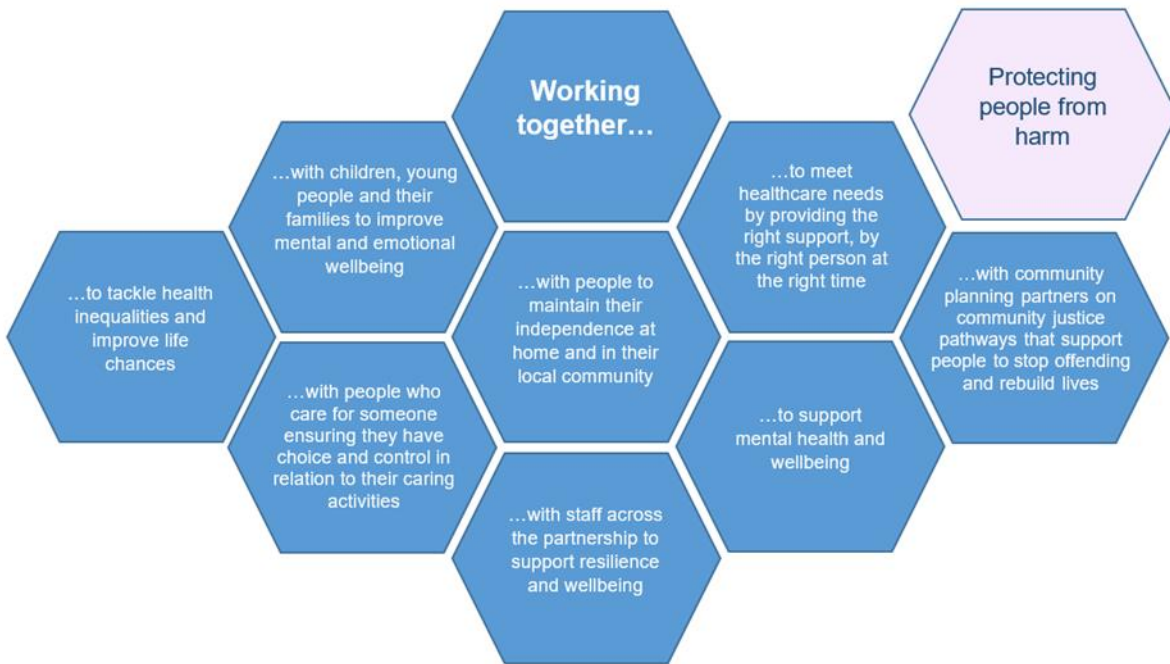 Working
together…
Protecting
people from
harm
…with children, young
people and their
families to improve
mental and emotional
wellbeing
…to meet
healthcare needs
by providing the
right support, by
the right person at
the right time
…to tackle health
inequalities and
improve life
chances
…with people to
maintain their
independence at
home and in their
local community
…with community
planning partners on
community justice
pathways that support
people to stop offending
and rebuild lives
…with people who
care for someone
ensuring they have
choice and control in
relation to their caring
activities
…to support
mental health and
wellbeing
…with staff across
the partnership to
support resilience
and wellbeing